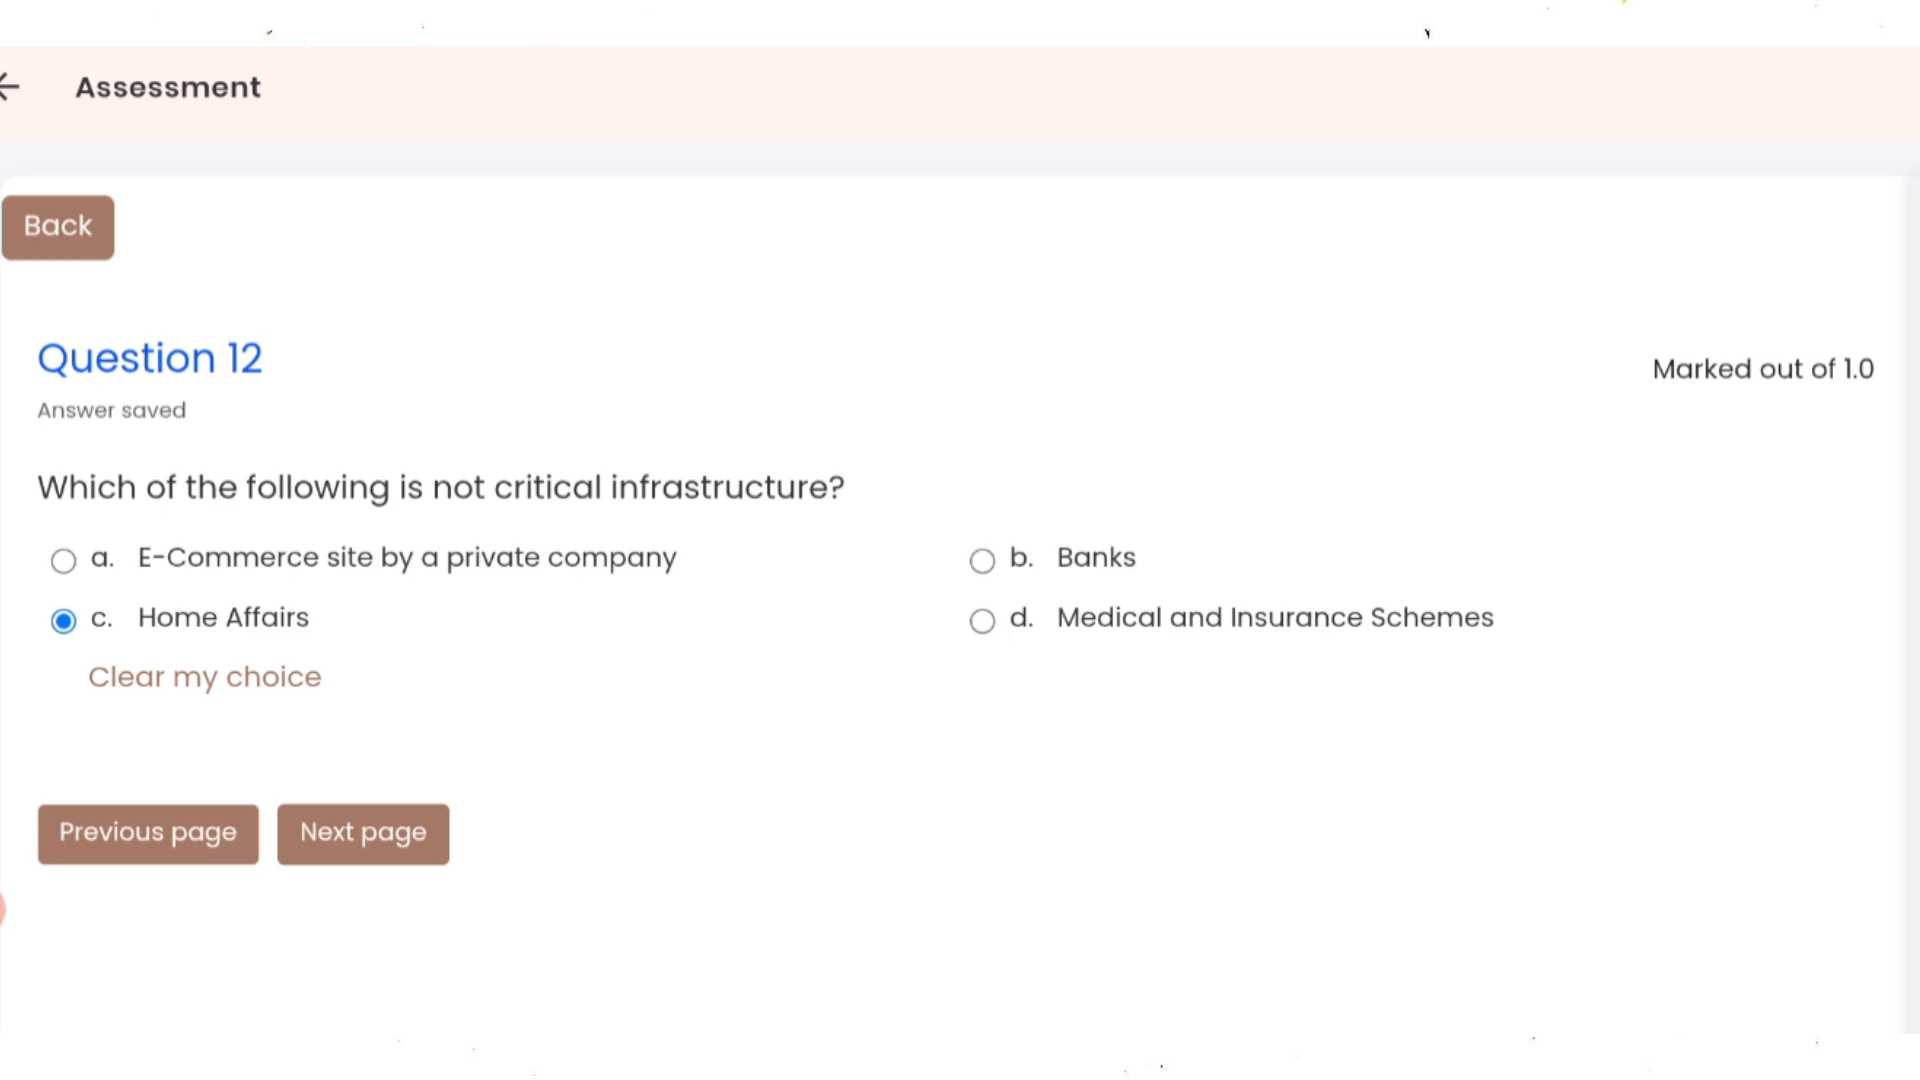 Assessment
Back
Question 12
Marked out of 1.0
Answer saved
Which of the following is not critical infrastructure?
a. E-Commerce site by a private company
b. Banks
c. Home Affairs
d. Medical and Insurance Schemes
Clear my choice
Previous page
Next page